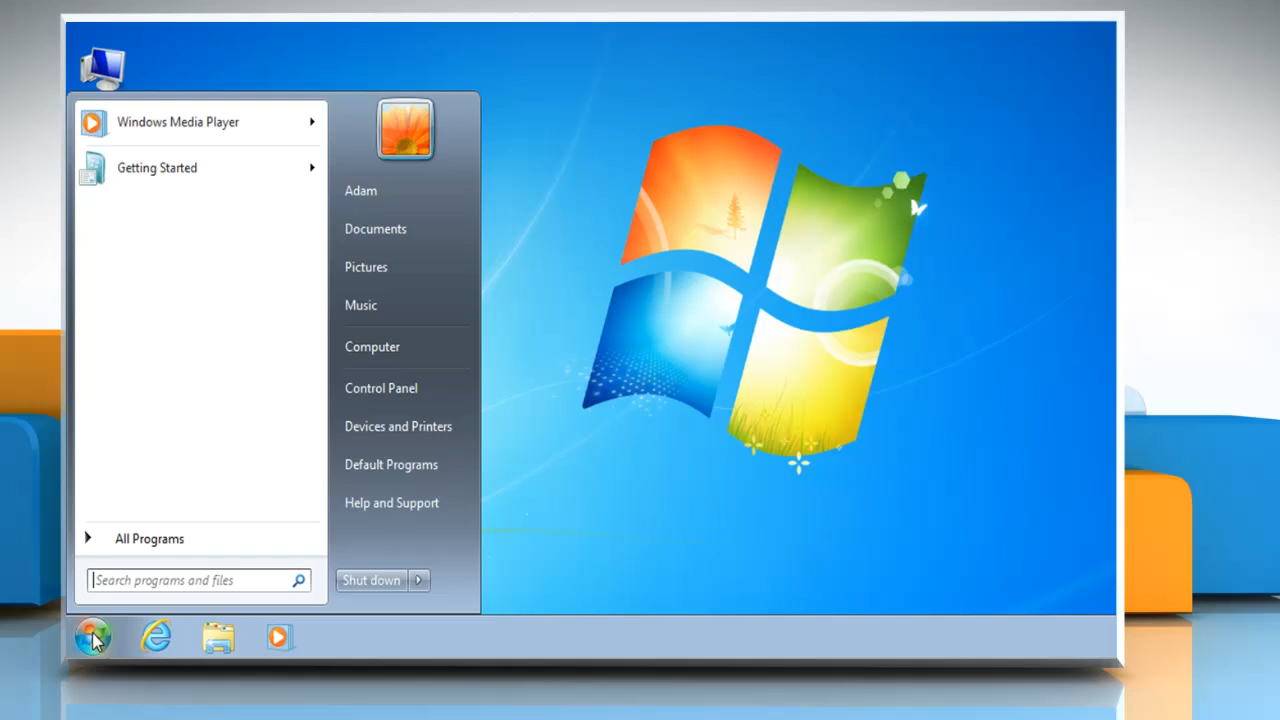 Windows Media Player
Getting Started
All Programs
Search programs and files
Adam
Documents
Pictures
Music
Computer
Control Panel
Devices and Printers
Default Programs
Help and Support
Shut down